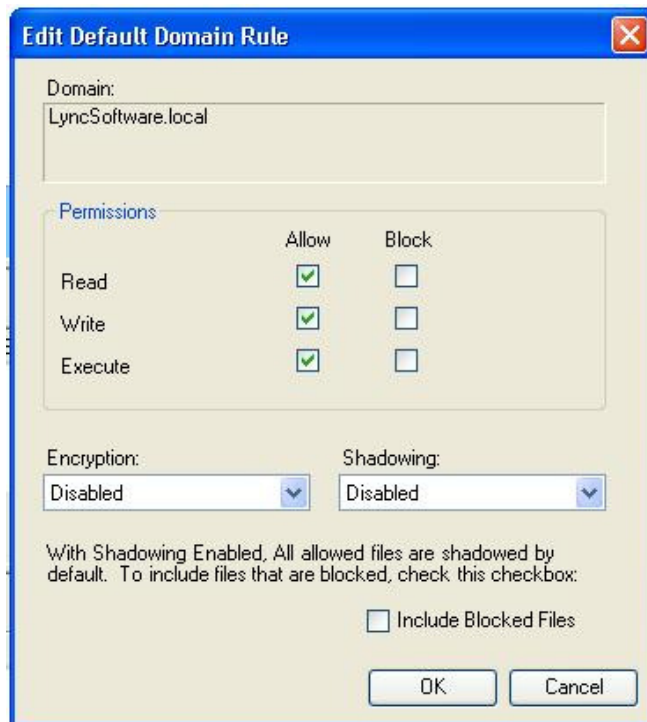 Edit Default Domain Rule
Domain:
LyncSoftware.local
Permissions
Allow Block
Read
Write
Execute
Encryption: Shadowing:
Disabled Disabled
With Shadowing Enabled, All allowed files are shadowed by
default. To include files that are blocked, check this checkbox:
Include Blocked Files
OK Cancel